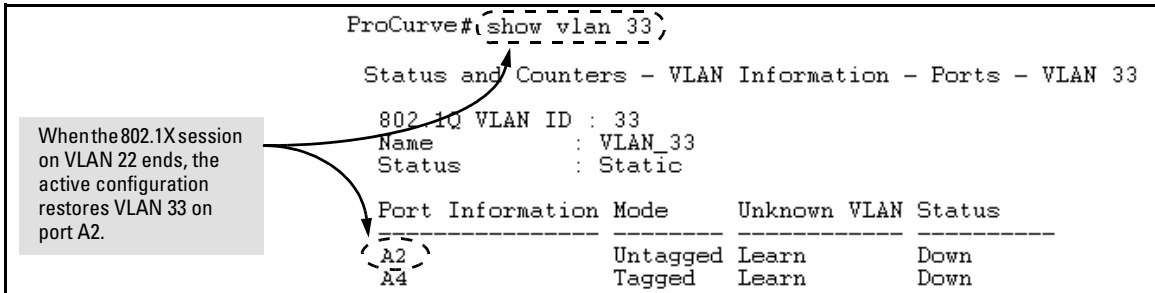 ProCurve# show vlan 33
Status and Counters - VLAN Information - Ports - VLAN 33
802.1Q VLAN ID : 33
Name : VLAN_33
Status : Static
When the 802.1X session
on VLAN 22 ends, the
active configuration
restores VLAN 33 on
port A2.
Port Information Mode Unknown VLAN Status
---------------- -------- ------------ ----------
A2 Untagged Learn Down
A4 Tagged Learn Down